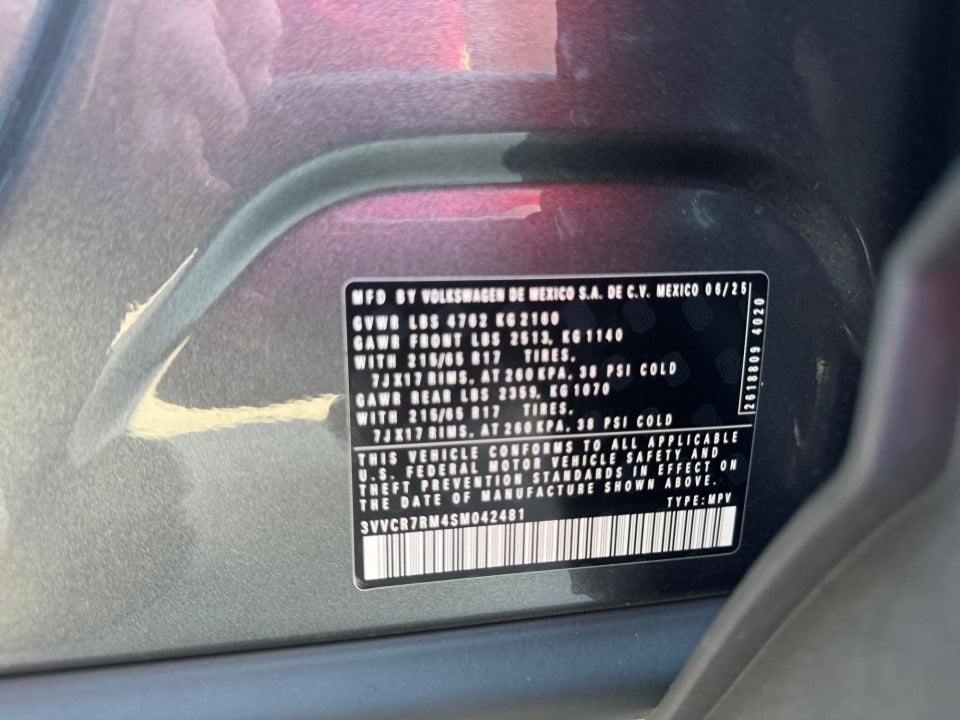 MFD BY VOLKSWAGEN DE MEXICO S.A. DE C.V. MEXICO 06/25
GVWR LBS 4762 KG 2160
GAWR FRONT LBS 2513, KG 1140
WITH 215/65 R17 TIRES.
7JX17 RIMS, AT 260 KPA, 38 PSI COLD
GAWR REAR LBS 2359, KG 1070
WITH 215/65 R17 TIRES.
7JX17 RIMS, AT 260 KPA, 38 PSI COLD
2618809 4020
THIS VEHICLE CONFORMS TO ALL APPLICABLE
U.S. FEDERAL MOTOR VEHICLE SAFETY AND
THEFT PREVENTION STANDARDS IN EFFECT ON
THE DATE OF MANUFACTURE SHOWN ABOVE.
TYPE: MPV
3VVCR7RM4SM042481